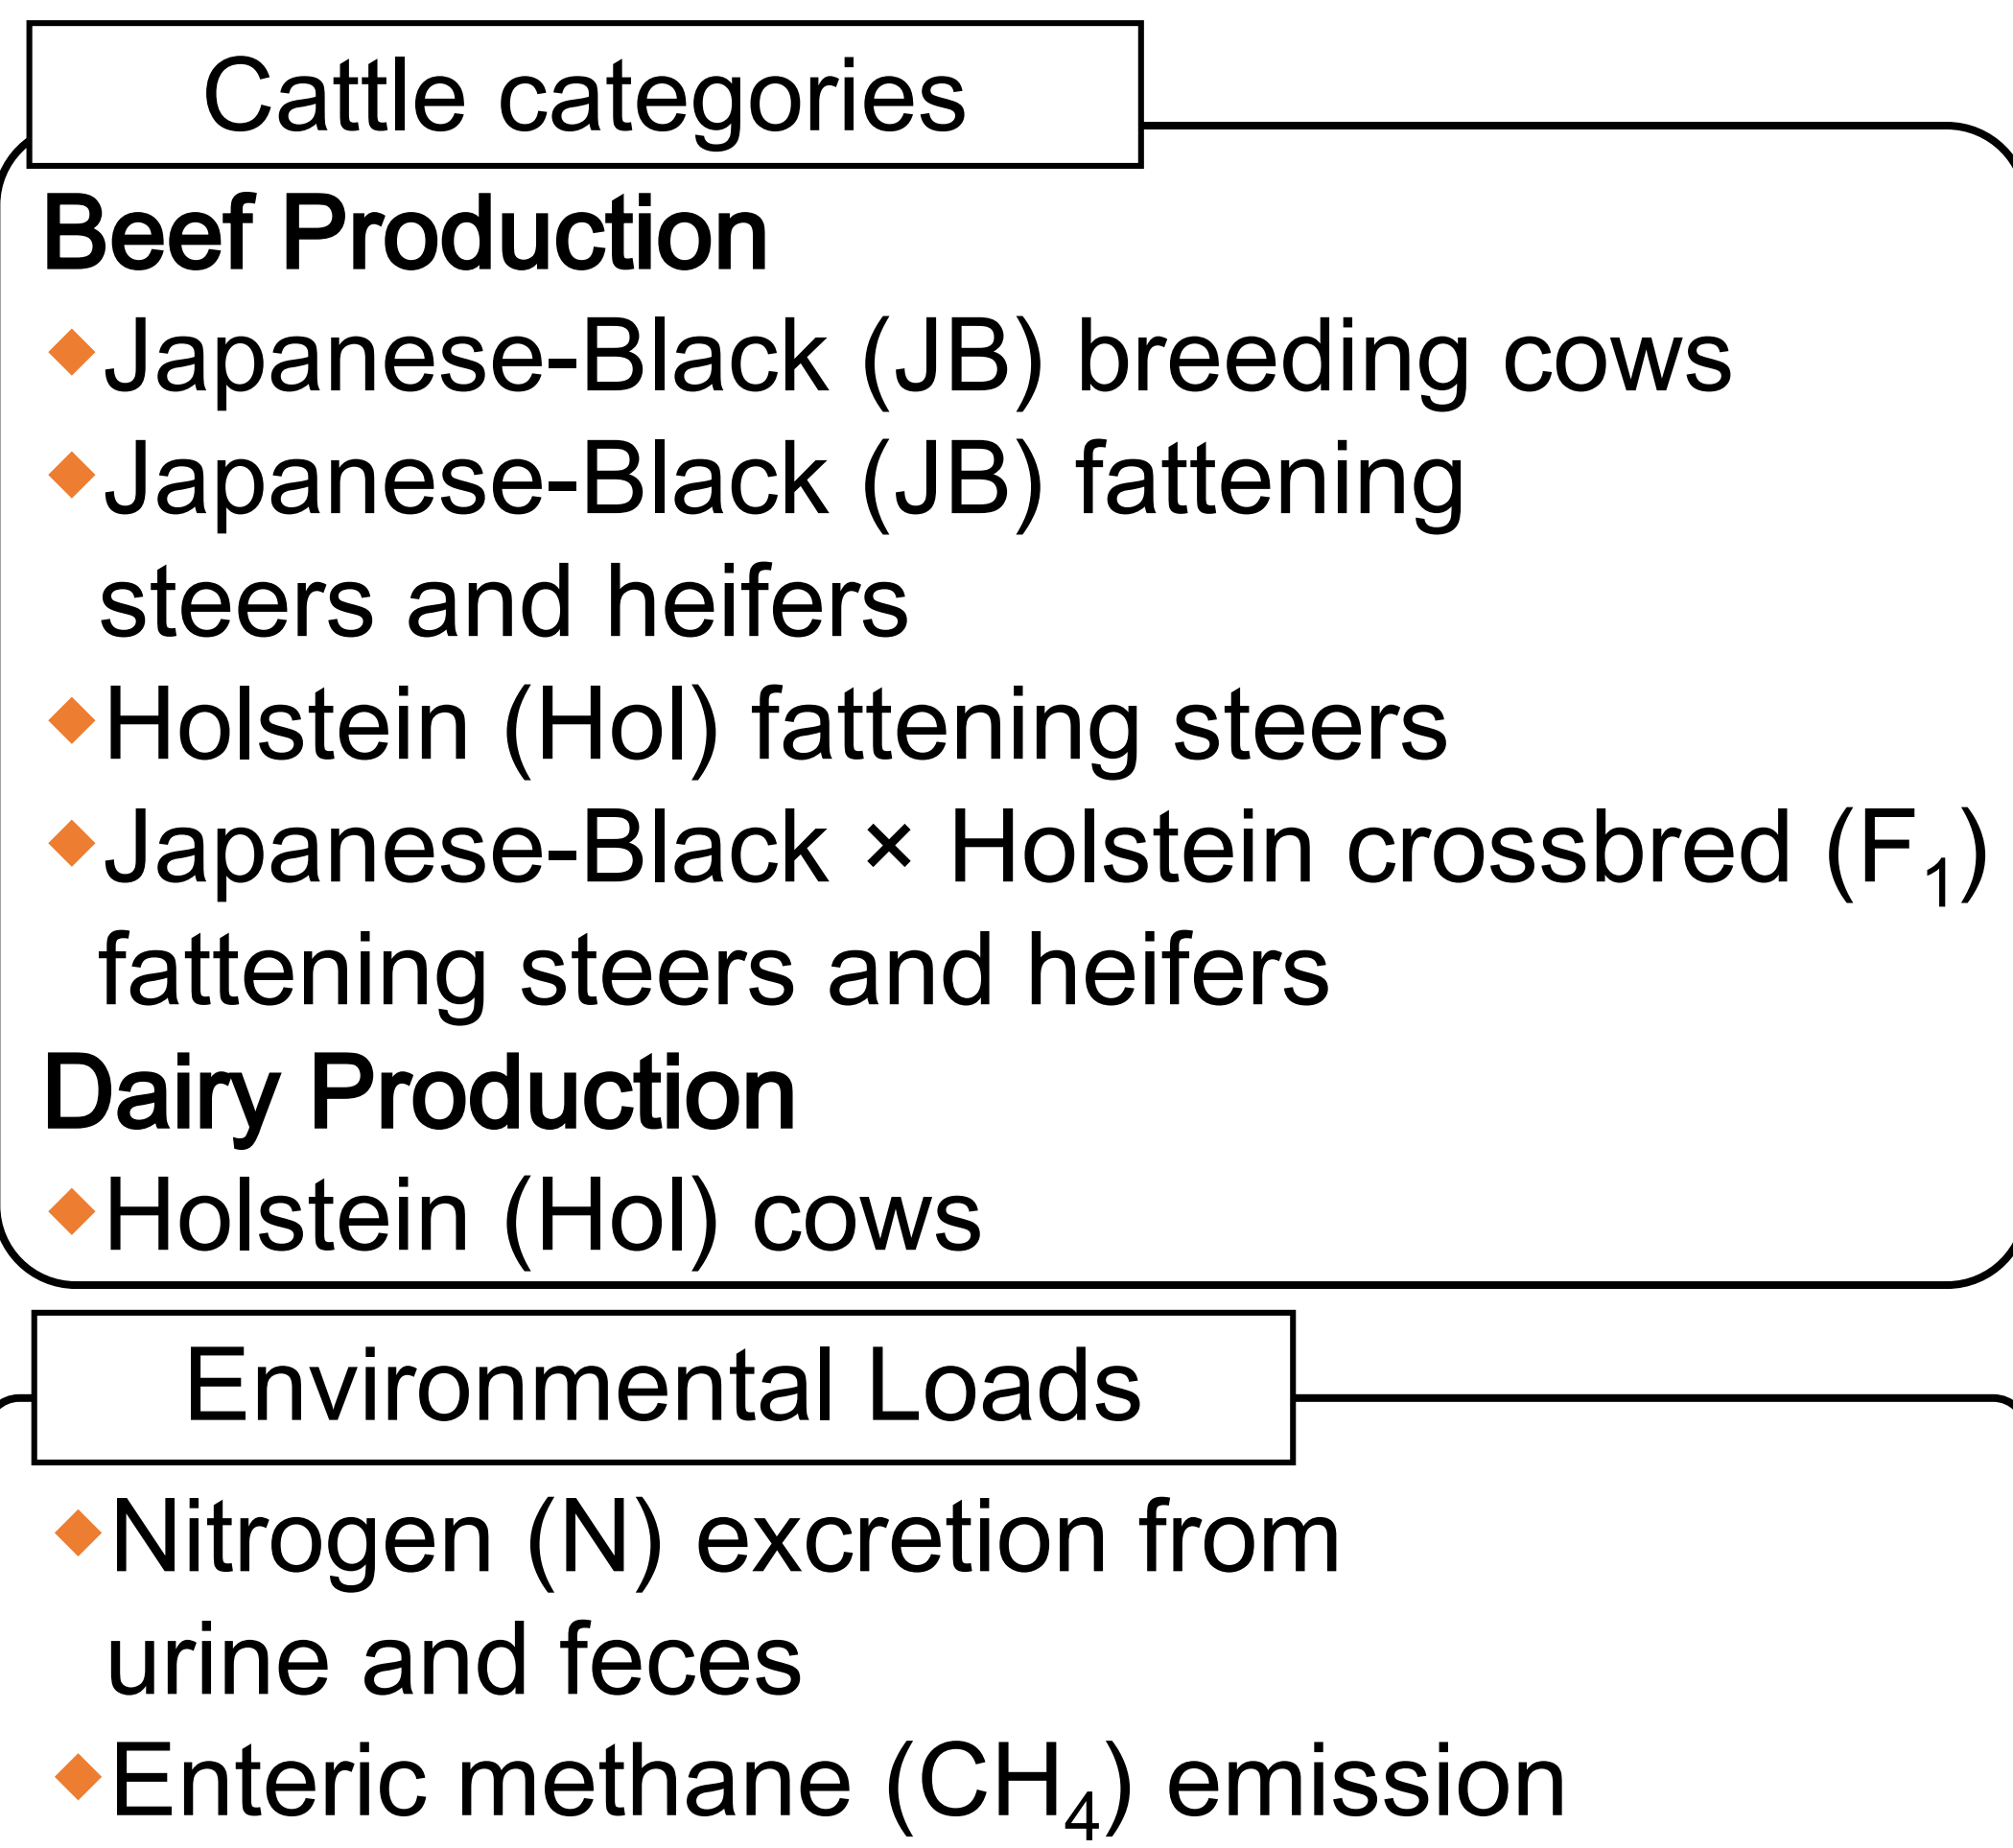 Cattle categories
Beef Production
◆Japanese-Black (JB) breeding cows
◆Japanese-Black (JB) fattening
steers and heifers
◆Holstein (Hol) fattening steers
◆Japanese-Black × Holstein crossbred (F₁)
fattening steers and heifers
Dairy Production
◆Holstein (Hol) cows
Environmental Loads
◆Nitrogen (N) excretion from
urine and feces
◆Enteric methane (CH₄) emission